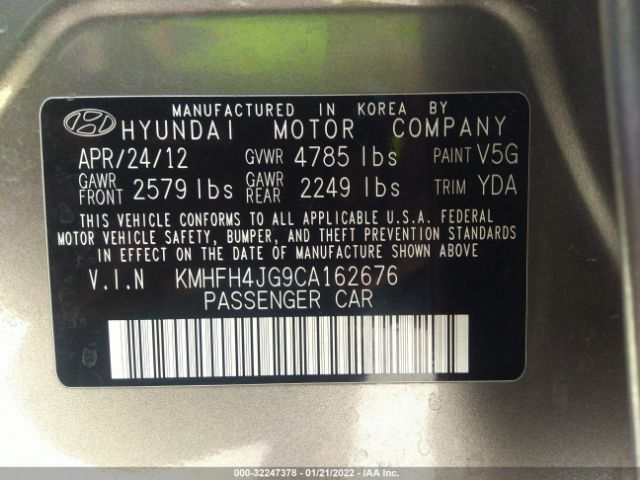 MANUFACTURED IN KOREA BY
HYUNDAI MOTOR COMPANY
APR/24/12 GVWR 4785 lbs PAINT V5G
GAWR FRONT 2579 lbs GAWR REAR 2249 lbs TRIM YDA
THIS VEHICLE CONFORMS TO ALL APPLICABLE U.S.A. FEDERAL
MOTOR VEHICLE SAFETY, BUMPER, AND THEFT PREVENTION STANDARDS
IN EFFECT ON THE DATE OF MANUFACTURE SHOWN ABOVE
V.I.N KMHFH4JG9CA162676
PASSENGER CAR
000-32247378 - 01/21/2022 - IAA Inc.